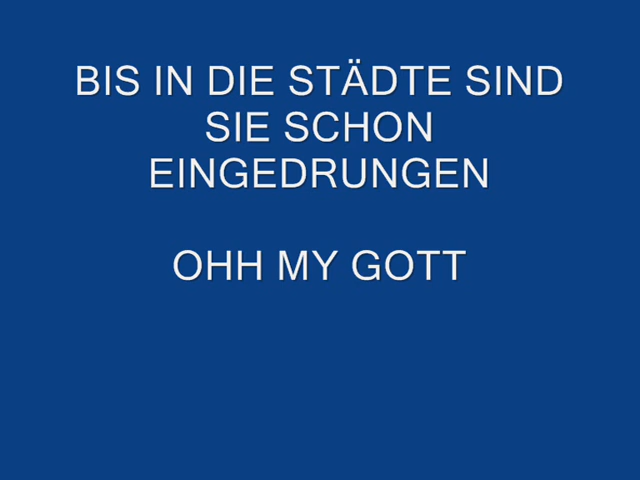 BIS IN DIE STÄDTE SIND
SIE SCHON
EINGEDRUNGEN
OHH MY GOTT